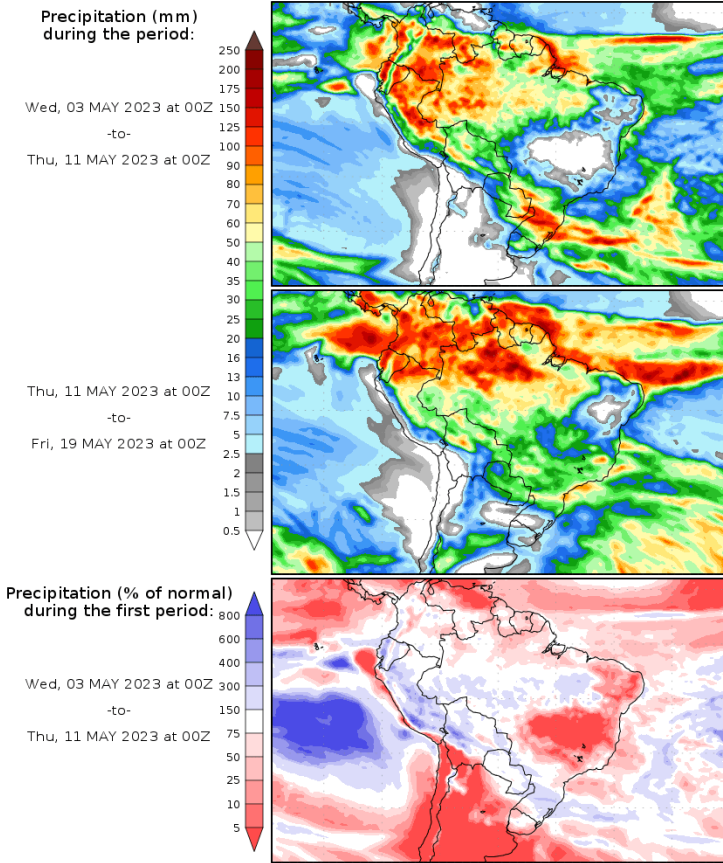 Precipitation (mm)
during the period:
Wed, 03 MAY 2023 at 00Z
-to-
Thu, 11 MAY 2023 at 00Z
250
200
175
150
125
100
90
80
70
60
50
40
35
30
25
20
16
13
10
7.5
5
2.5
2
1.5
1
0.5
Thu, 11 MAY 2023 at 00Z
-to-
Fri, 19 MAY 2023 at 00Z
Precipitation (% of normal)
during the first period:
Wed, 03 MAY 2023 at 00Z
-to-
Thu, 11 MAY 2023 at 00Z
800
600
400
300
150
75
50
25
10
5